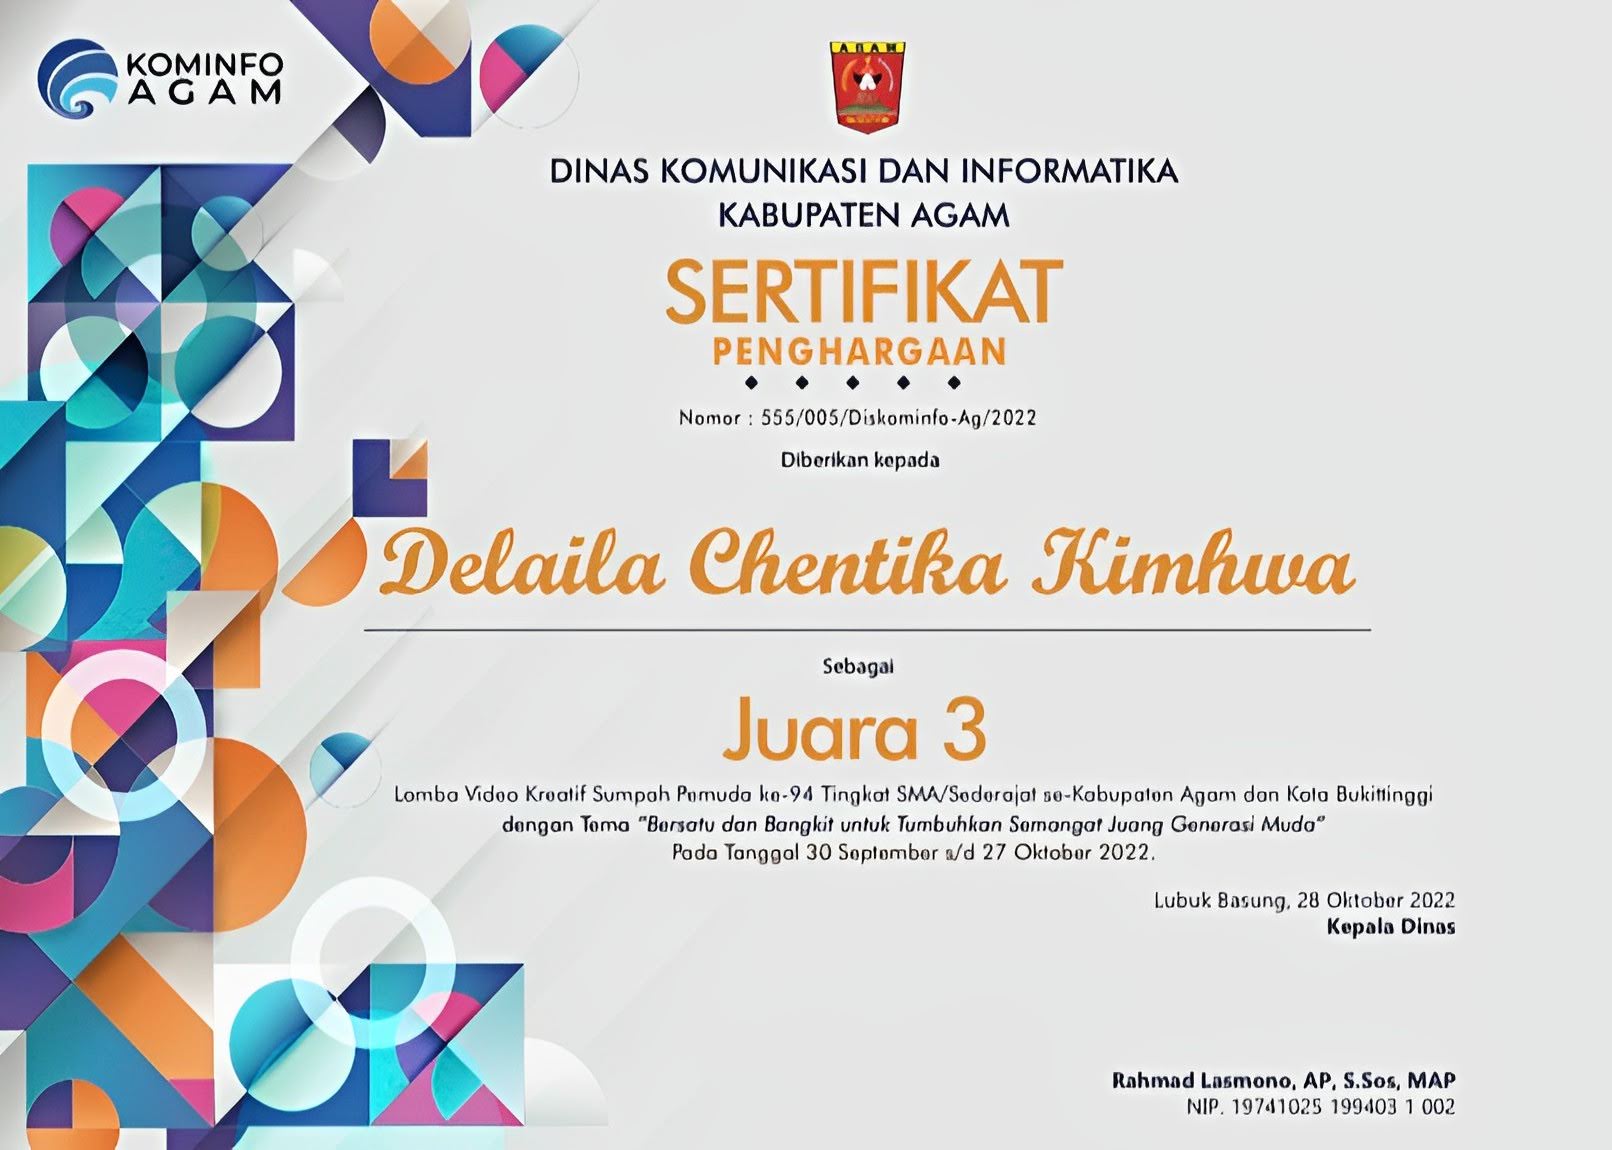 KOMINFO
AGAM
AGAM
DINAS KOMUNIKASI DAN INFORMATIKA
KABUPATEN AGAM
SERTIFIKAT
PENGHARGAAN
Nomor : 555/005/Diskominfo-Ag/2022
Diberikan kepada
Delaila Chentika Kimhwa
Sebagai
Juara 3
Lomba Video Kreatif Sumpah Pemuda ke-94 Tingkat SMA/Sederajat se-Kabupaten Agam dan Kota Bukittinggi
dengan Tema "Bersatu dan Bangkit untuk Tumbuhkan Semangat Juang Generasi Muda"
Pada Tanggal 30 September s/d 27 Oktober 2022.
Lubuk Basung, 28 Oktober 2022
Kepala Dinas
Rahmad Lasmono, AP, S.Sos, MAP
NIP. 19741025 199403 1 002